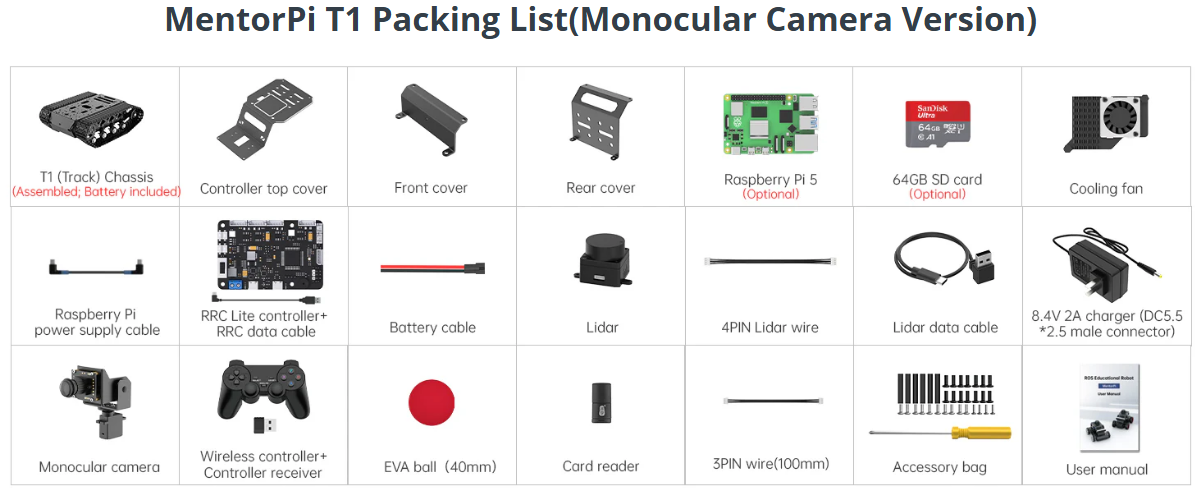 MentorPi T1 Packing List(Monocular Camera Version)
T1 (Track) Chassis
(Assembled; Battery included)
Controller top cover
Front cover
Rear cover
Raspberry Pi 5
(Optional)
SanDisk
Ultra
64GB
A1
64GB SD card
(Optional)
Cooling fan
Raspberry Pi
power supply cable
RRC Lite controller+
RRC data cable
Battery cable
Lidar
4PIN Lidar wire
Lidar data cable
8.4V 2A charger (DC5.5
*2.5 male connector)
Monocular camera
Wireless controller+
Controller receiver
EVA ball (40mm)
Card reader
3PIN wire(100mm)
Accessory bag
ROS Educational Robot
User Manual
User manual